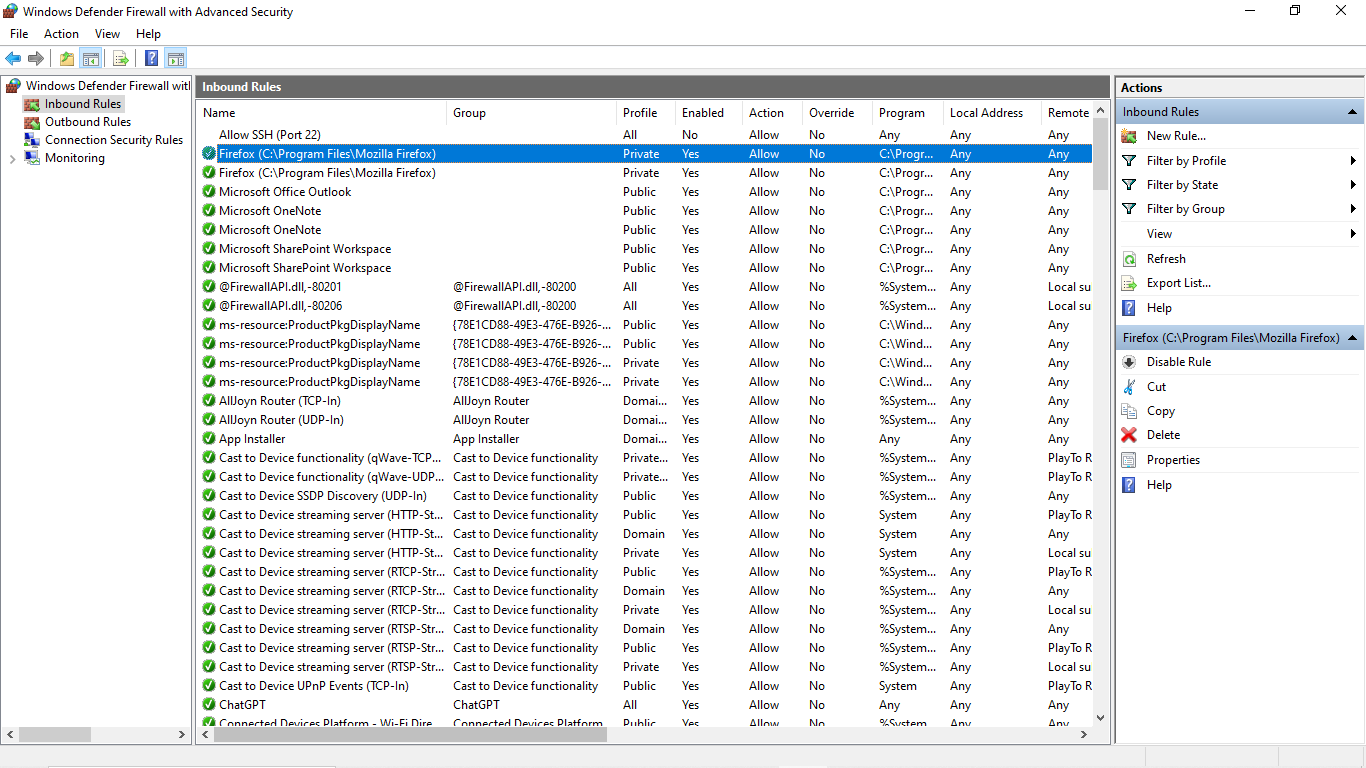 Windows Defender Firewall with Advanced Security
File Action View Help
Windows Defender Firewall wit
Inbound Rules
Outbound Rules
Connection Security Rules
Monitoring
Inbound Rules
Name Group Profile Enabled Action Override Program Local Address Remote
Allow SSH (Port 22) All No Allow No Any Any Any
Firefox (C:\Program Files\Mozilla Firefox) Private Yes Allow No C:\Progr... Any Any
Firefox (C:\Program Files\Mozilla Firefox) Private Yes Allow No C:\Progr... Any Any
Microsoft Office Outlook Public Yes Allow No C:\Progr... Any Any
Microsoft OneNote Public Yes Allow No C:\Progr... Any Any
Microsoft OneNote Public Yes Allow No C:\Progr... Any Any
Microsoft SharePoint Workspace Public Yes Allow No C:\Progr... Any Any
Microsoft SharePoint Workspace Public Yes Allow No C:\Progr... Any Any
@FirewallAPI.dll,-80201 @FirewallAPI.dll,-80200 All Yes Allow No %System... Any Local su
@FirewallAPI.dll,-80206 @FirewallAPI.dll,-80200 All Yes Allow No %System... Any Local su
ms-resource:ProductPkgDisplayName {78E1CD88-49E3-476E-B926-... Public Yes Allow No C:\Wind... Any Any
ms-resource:ProductPkgDisplayName {78E1CD88-49E3-476E-B926-... Public Yes Allow No C:\Wind... Any Any
ms-resource:ProductPkgDisplayName {78E1CD88-49E3-476E-B926-... Private Yes Allow No C:\Wind... Any Any
ms-resource:ProductPkgDisplayName {78E1CD88-49E3-476E-B926-... Private Yes Allow No C:\Wind... Any Any
AllJoyn Router (TCP-In) AllJoyn Router Domai... Yes Allow No %System... Any Any
AllJoyn Router (UDP-In) AllJoyn Router Domai... Yes Allow No %System... Any Any
App Installer App Installer Domai... Yes Allow No Any Any Any
Cast to Device functionality (qWave-TCP... Cast to Device functionality Private... Yes Allow No %System... Any PlayTo R
Cast to Device functionality (qWave-UDP... Cast to Device functionality Private... Yes Allow No %System... Any PlayTo R
Cast to Device SSDP Discovery (UDP-In) Cast to Device functionality Public Yes Allow No %System... Any Any
Cast to Device streaming server (HTTP-St... Cast to Device functionality Public Yes Allow No System Any PlayTo R
Cast to Device streaming server (HTTP-St... Cast to Device functionality Domain Yes Allow No System Any Any
Cast to Device streaming server (HTTP-St... Cast to Device functionality Private Yes Allow No System Any Local su
Cast to Device streaming server (RTCP-Str... Cast to Device functionality Public Yes Allow No %System... Any PlayTo R
Cast to Device streaming server (RTCP-Str... Cast to Device functionality Domain Yes Allow No %System... Any Any
Cast to Device streaming server (RTCP-Str... Cast to Device functionality Private Yes Allow No %System... Any Local su
Cast to Device streaming server (RTSP-Str... Cast to Device functionality Domain Yes Allow No %System... Any Any
Cast to Device streaming server (RTSP-Str... Cast to Device functionality Public Yes Allow No %System... Any PlayTo R
Cast to Device streaming server (RTSP-Str... Cast to Device functionality Private Yes Allow No %System... Any Local su
Cast to Device UPnP Events (TCP-In) Cast to Device functionality Public Yes Allow No System Any PlayTo R
ChatGPT ChatGPT All Yes Allow No Any Any Any
Connected Devices Platform - Wi-Fi Dire... Connected Devices Platform Public Yes Allow No %System... Any Any
Actions
Inbound Rules
New Rule...
Filter by Profile
Filter by State
Filter by Group
View
Refresh
Export List...
Help
Firefox (C:\Program Files\Mozilla Firefox)
Disable Rule
Cut
Copy
Delete
Properties
Help